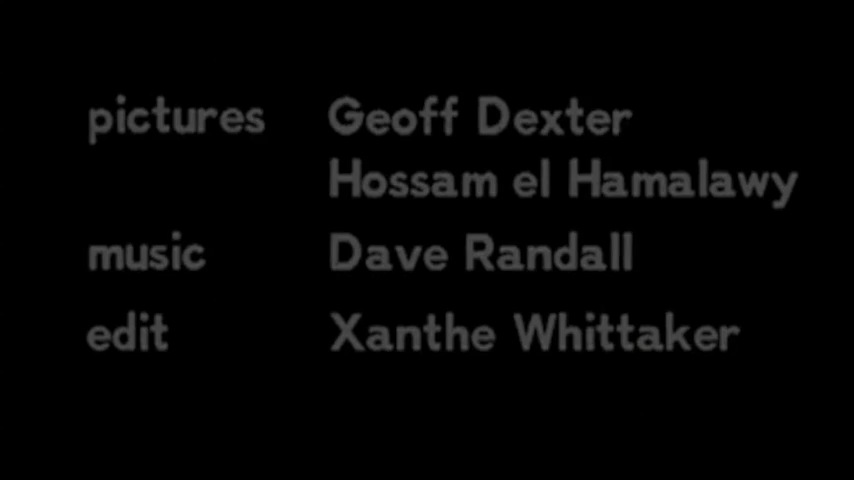 pictures Geoff Dexter
Hossam el Hamalawy
music Dave Randall
edit Xanthe Whittaker